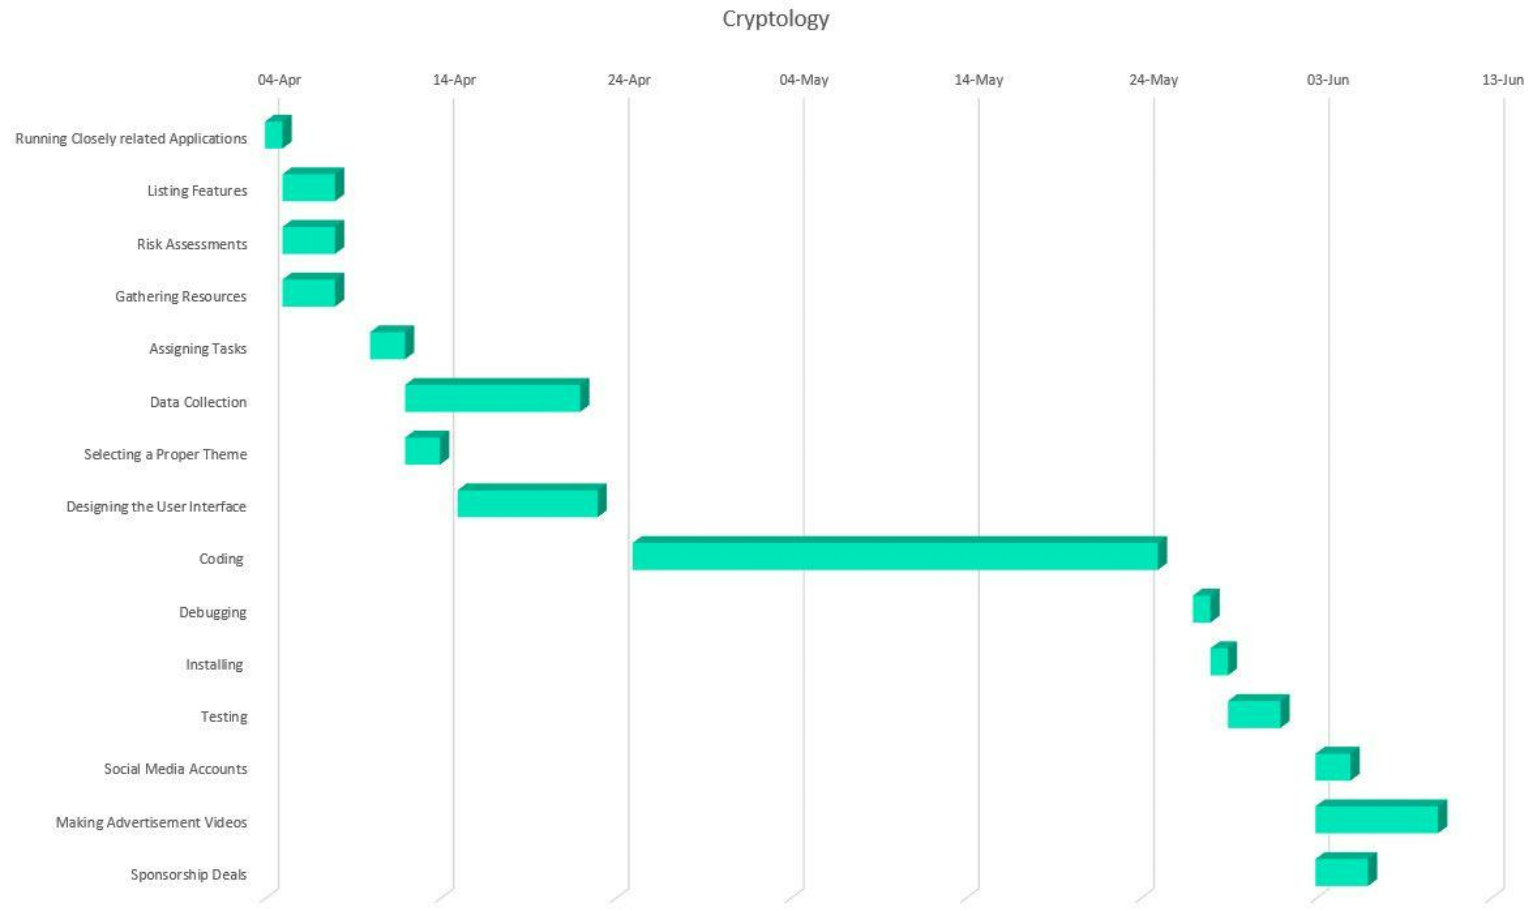 Cryptology
04-Apr 14-Apr 24-Apr 04-May 14-May 24-May 03-Jun 13-Jun
Running Closely related Applications
Listing Features
Risk Assessments
Gathering Resources
Assigning Tasks
Data Collection
Selecting a Proper Theme
Designing the User Interface
Coding
Debugging
Installing
Testing
Social Media Accounts
Making Advertisement Videos
Sponsorship Deals